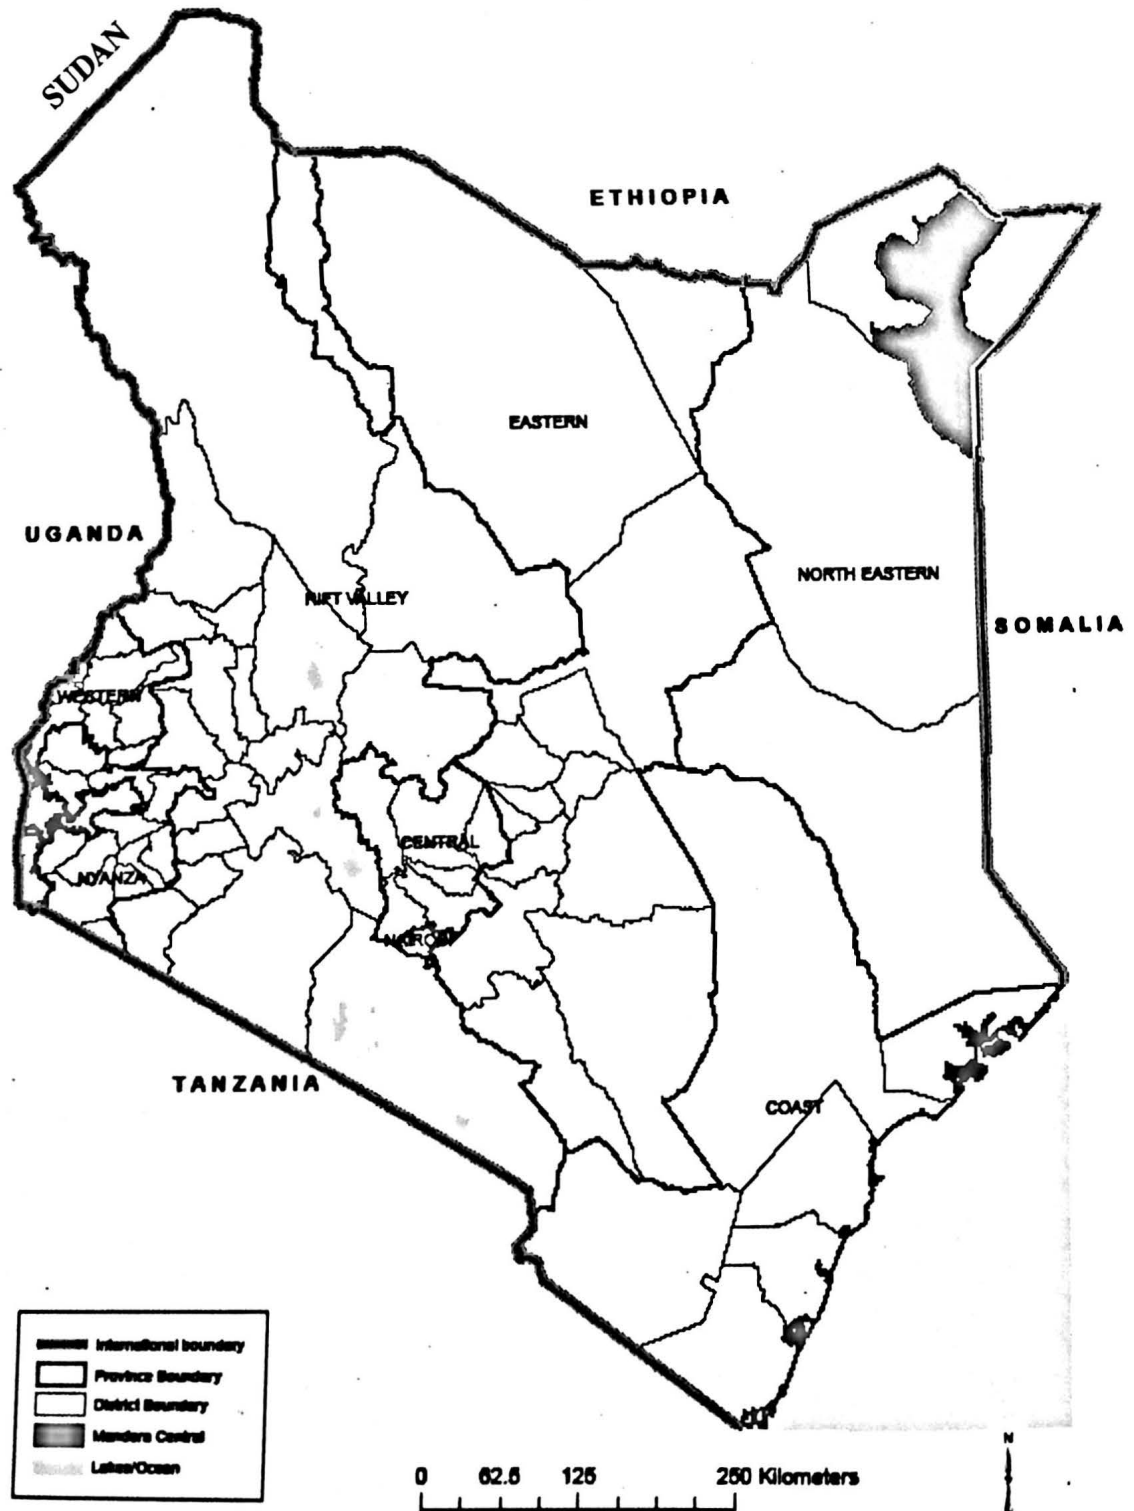 SUDAN
ETHIOPIA
EASTERN
UGANDA
NORTH EASTERN
RIFT VALLEY
SOMALIA
WESTERN
CENTRAL
NYANZA
NAIROBI
TANZANIA
COAST
International boundary
Province Boundary
District Boundary
Mandera Central
Lakes/Ocean
N
0 62.5 125 250 Kilometers